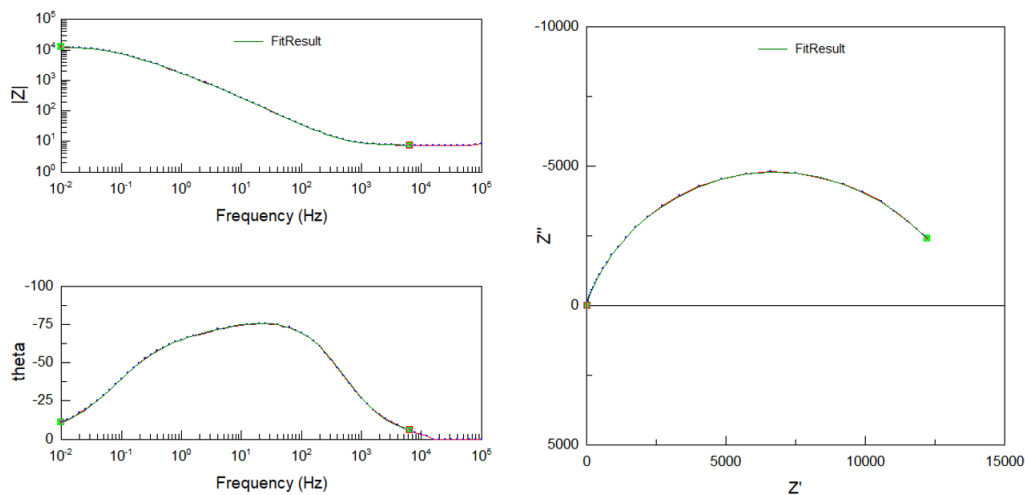 10⁵
10⁴
10³
10²
10¹
10⁰
|Z|
FitResult
10⁻² 10⁻¹ 10⁰ 10¹ 10² 10³ 10⁴ 10⁵
Frequency (Hz)
-100
-75
-50
-25
0
theta
10⁻² 10⁻¹ 10⁰ 10¹ 10² 10³ 10⁴ 10⁵
Frequency (Hz)
-10000
-5000
0
5000
Z''
FitResult
0 5000 10000 15000
Z'